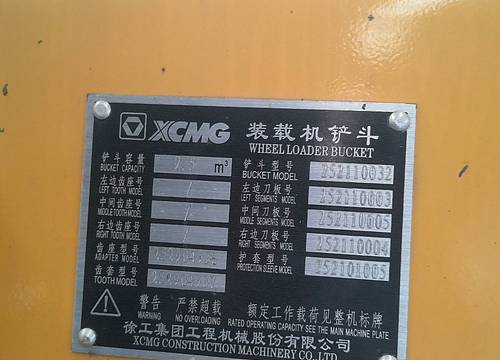 XCMG 装载机铲斗
WHEEL LOADER BUCKET
铲斗容量 m³ 铲斗型号 252110032
BUCKET CAPACITY BUCKET MODEL
左边齿座号 / 左边刀板号 252110003
LEFT TOOTH MODEL LEFT SEGMENTS MODEL
中间齿座号 / 中间刀板号 252110005
MIDDLE TOOTH MODEL MIDDLE SEGMENTS MODEL
右边齿座号 / 右边刀板号 252110004
RIGHT TOOTH MODEL RIGHT SEGMENTS MODEL
齿座型号 护套型号 252101005
ADAPTER MODEL PROTECTION SLEEVE MODEL
齿套型号
TOOTH MODEL
警告 严禁超载 额定工作载荷见整机标牌
WARNING NO OVERLOADING RATED OPERATING CAPACITY SEE THE MAIN MACHINE PLATE
徐工集团工程机械股份有限公司
XCMG CONSTRUCTION MACHINERY CO.,LTD.